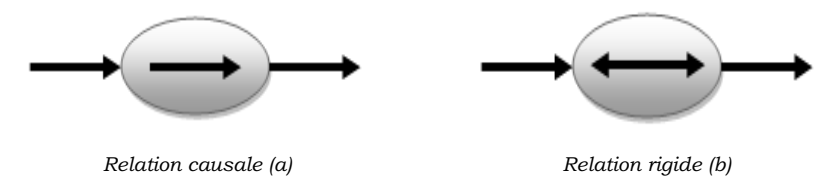 Relation causale (a)
Relation rigide (b)